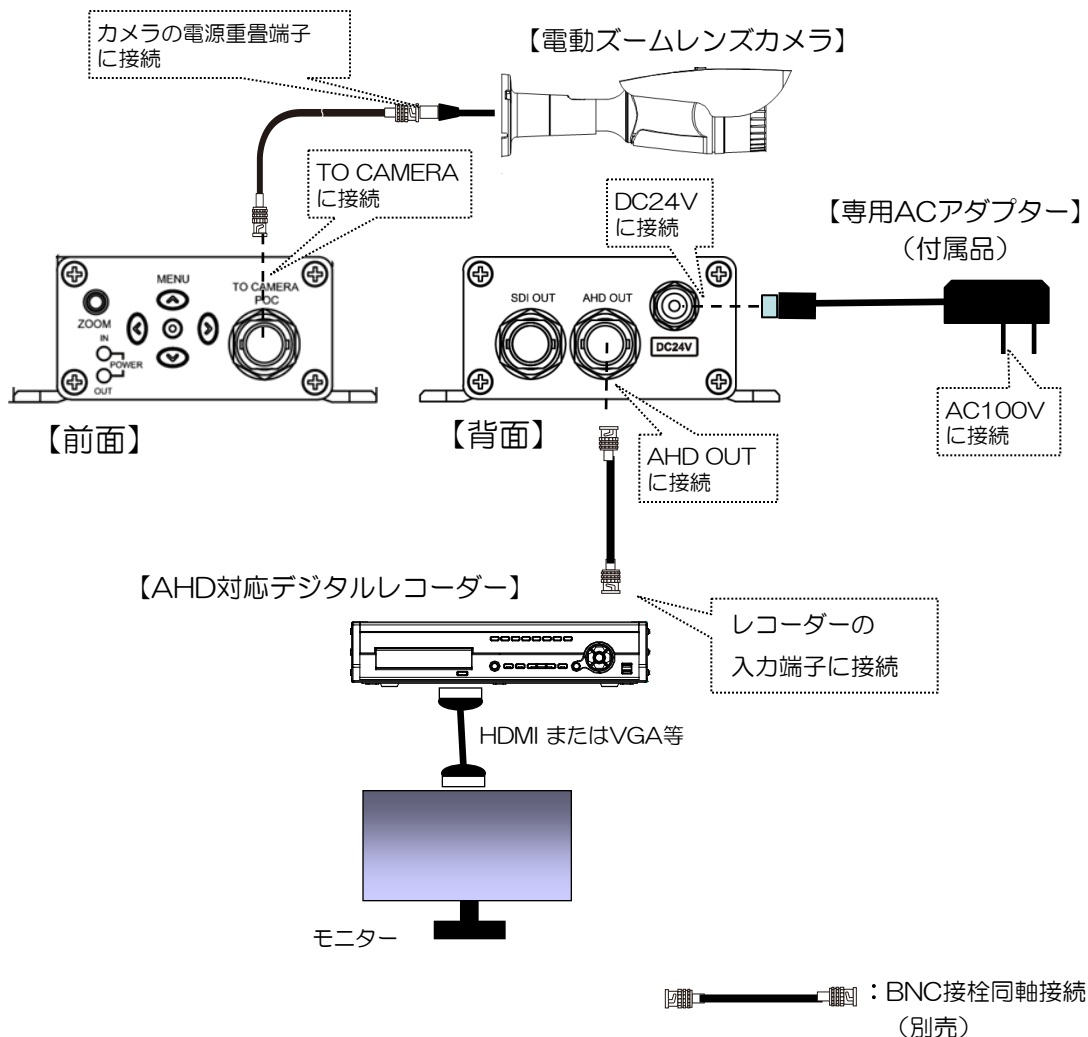 カメラの電源重畳端子
に接続
【電動ズームレンズカメラ】
TO CAMERA
に接続
DC24V
に接続
【専用ACアダプター】
（付属品）
MENU
TO CAMERA
POC
ZOOM
IN
POWER
OUT
SDI OUT
AHD OUT
DC24V
AC100V
に接続
【前面】
【背面】
AHD OUT
に接続
【AHD対応デジタルレコーダー】
レコーダーの
入力端子に接続
HDMI またはVGA等
モニター
：BNC接栓同軸接続
（別売）